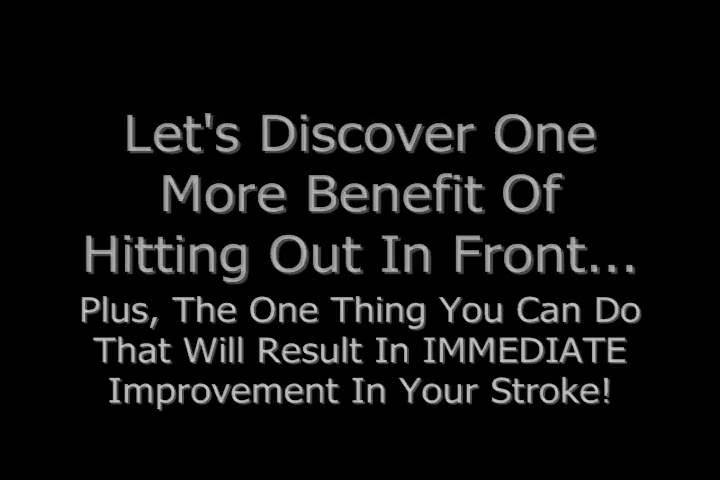 Let's Discover One
More Benefit Of
Hitting Out In Front...
Plus, The One Thing You Can Do
That Will Result In IMMEDIATE
Improvement In Your Stroke!